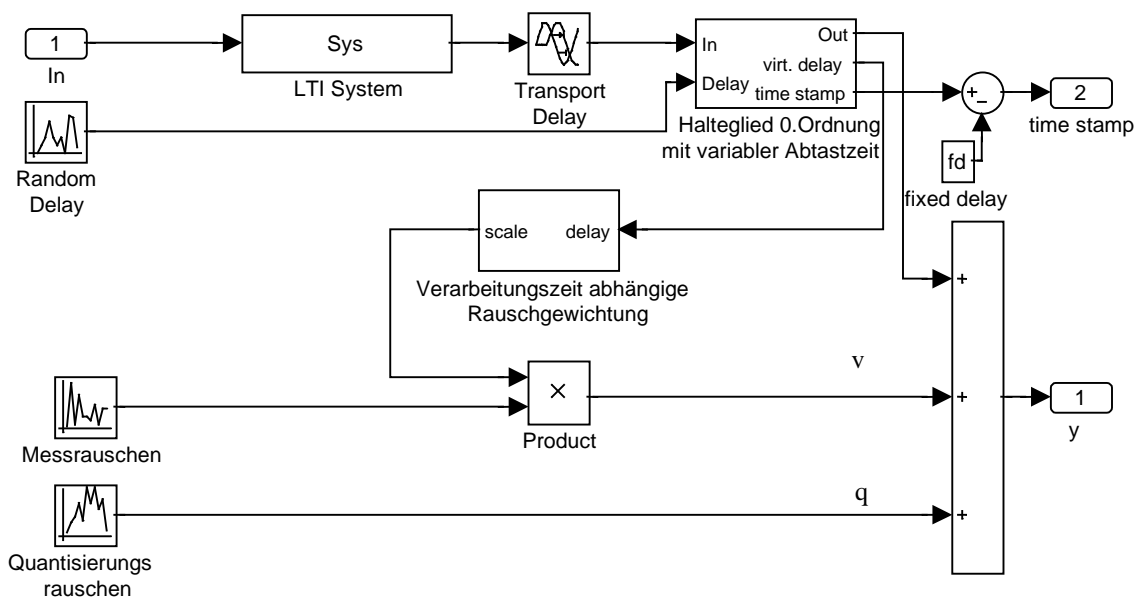 1
In
Sys
LTI System
Transport
Delay
In
Delay
Out
virt. delay
time stamp
Halteglied 0.Ordnung
mit variabler Abtastzeit
+
−
2
time stamp
fd
fixed delay
Random
Delay
scale
delay
Verarbeitungszeit abhängige
Rauschgewichtung
Messrauschen
×
Product
v
Quantisierungs
rauschen
q
+
+
+
1
y